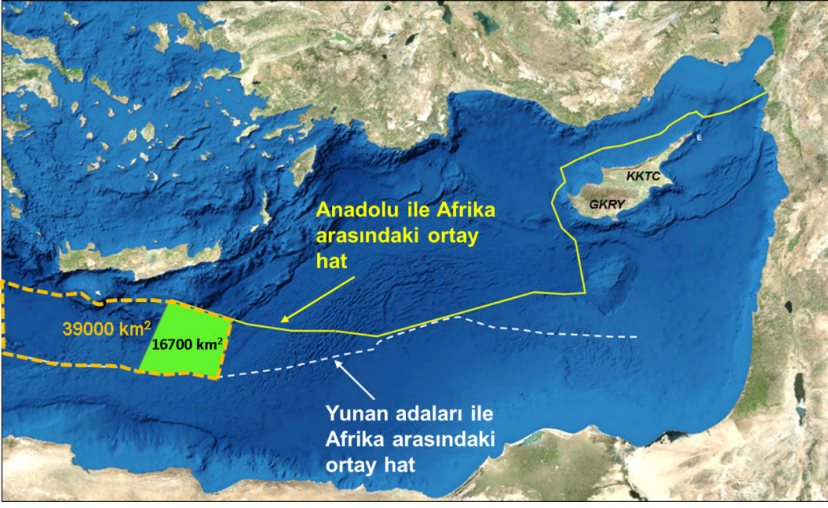 KKTC
GKRY
Anadolu ile Afrika
arasındaki ortay
hat
39000 km²
16700 km²
Yunan adaları ile
Afrika arasındaki
ortay hat